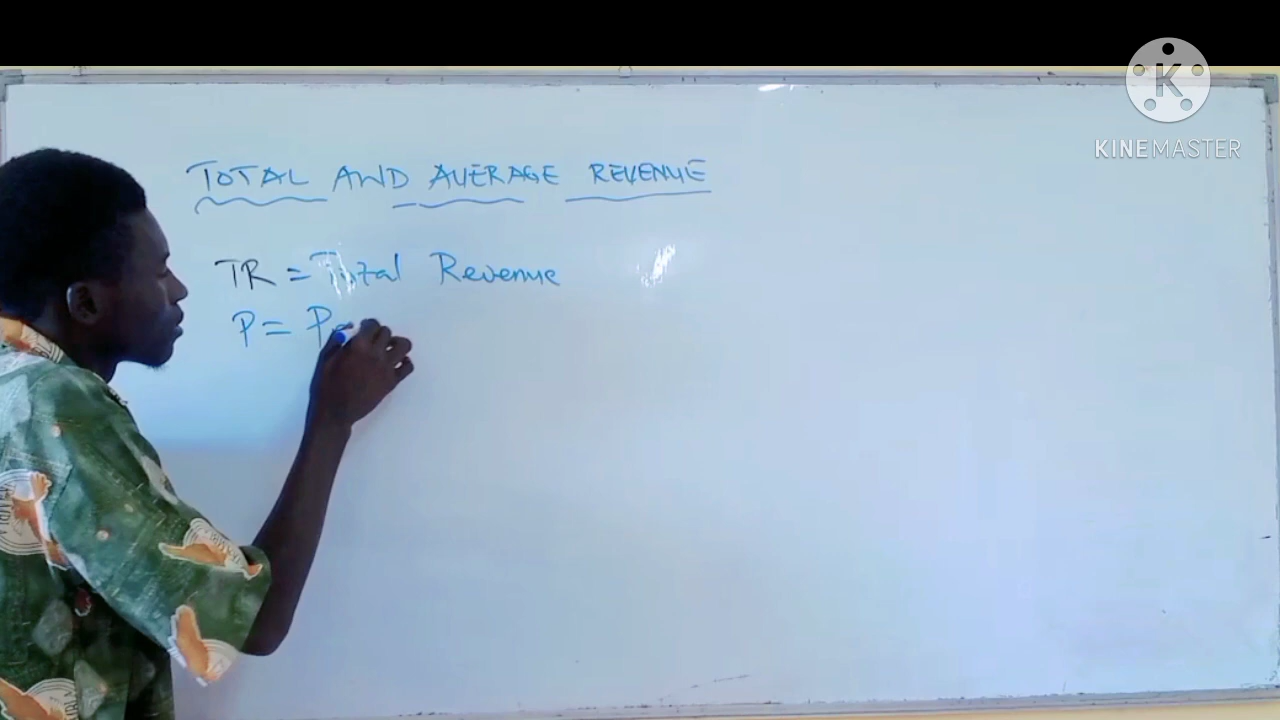 K
KINEMASTER
TOTAL AND AVERAGE REVENUE
TR = Total Revenue
P = P